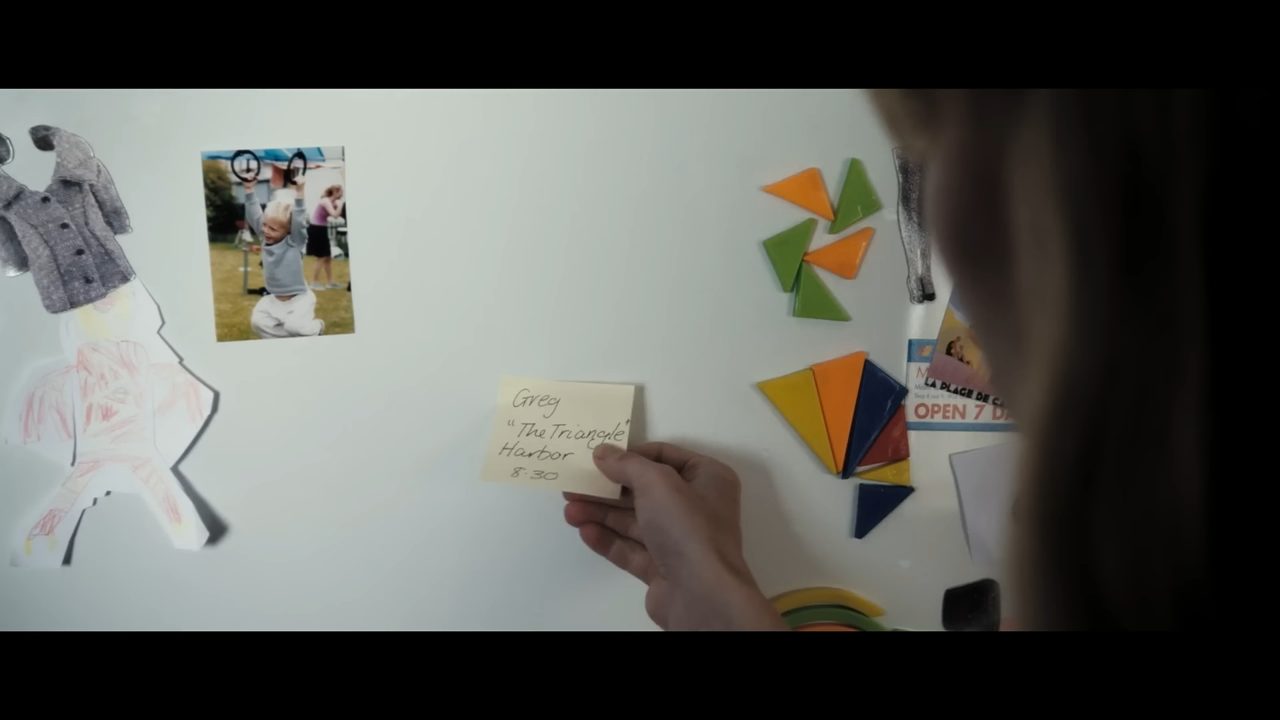 Greg
"The Triangle"
Harbor
8-30
LA PLAGE DE
OPEN 7